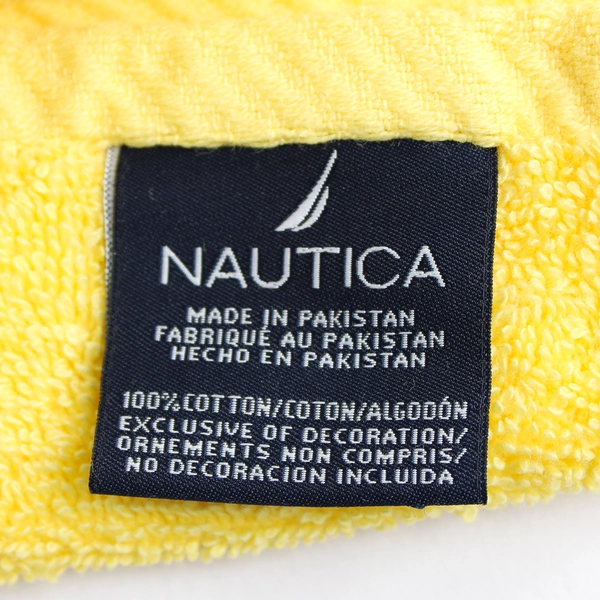 NAUTICA
MADE IN PAKISTAN
FABRIQUÉ AU PAKISTAN
HECHO EN PAKISTAN
100%COTTON/COTON/ALGODÓN
EXCLUSIVE OF DECORATION/
ORNEMENTS NON COMPRIS/
NO DECORACION INCLUIDA